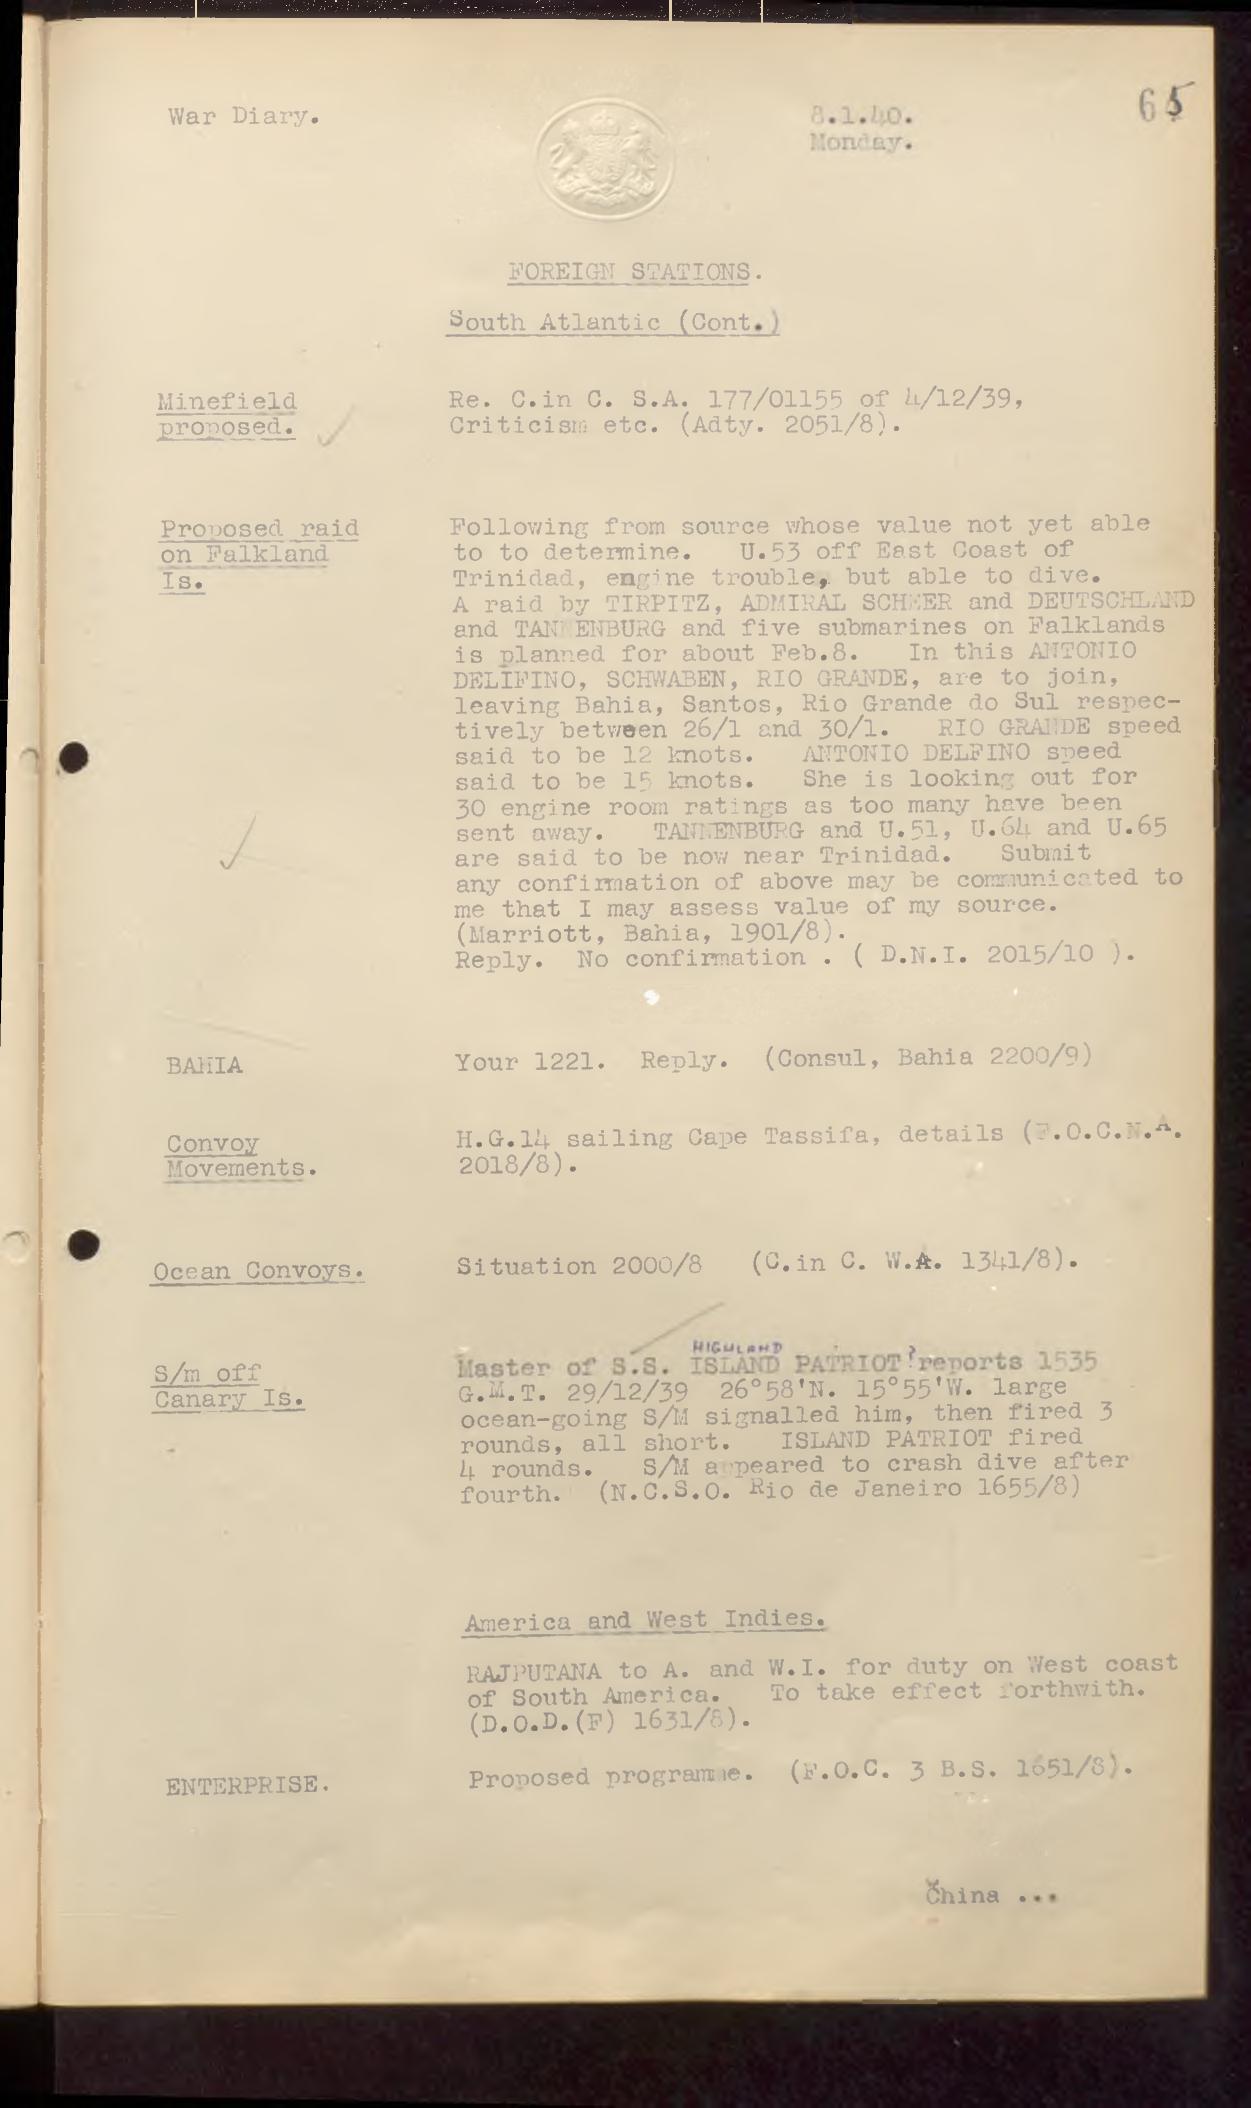 War Diary.
8.1.40.
Monday.
65
FOREIGN STATIONS.
South Atlantic (Cont.)
Minefield
proposed.
Re. C.in C. S.A. 177/01155 of 4/12/39,
Criticism etc. (Adty. 2051/8).
Proposed raid
on Falkland
Is.
Following from source whose value not yet able
to to determine. U.53 off East Coast of
Trinidad, engine trouble, but able to dive.
A raid by TIRPITZ, ADMIRAL SCHEER and DEUTSCHLAND
and TANNENBURG and five submarines on Falklands
is planned for about Feb.8. In this ANTONIO
DELIFINO, SCHWABEN, RIO GRANDE, are to join,
leaving Bahia, Santos, Rio Grande do Sul respec-
tively between 26/1 and 30/1. RIO GRANDE speed
said to be 12 knots. ANTONIO DELFINO speed
said to be 15 knots. She is looking out for
30 engine room ratings as too many have been
sent away. TANNENBURG and U.51, U.64 and U.65
are said to be now near Trinidad. Submit
any confirmation of above may be communicated to
me that I may assess value of my source.
(Marriott, Bahia, 1901/8).
Reply. No confirmation . ( D.N.I. 2015/10 ).
BAHIA
Your 1221. Reply. (Consul, Bahia 2200/9)
Convoy
Movements.
H.G.14 sailing Cape Tassifa, details (F.O.C.N.A.
2018/8).
Ocean Convoys.
Situation 2000/8 (C.in C. W.A. 1341/8).
S/m off
Canary Is.
HIGHLAND
Master of S.S. ISLAND PATRIOT? reports 1535
G.M.T. 29/12/39 26°58'N. 15°55'W. large
ocean-going S/M signalled him, then fired 3
rounds, all short. ISLAND PATRIOT fired
4 rounds. S/M appeared to crash dive after
fourth. (N.C.S.O. Rio de Janeiro 1655/8)
America and West Indies.
RAJPUTANA to A. and W.I. for duty on West coast
of South America. To take effect forthwith.
(D.O.D.(F) 1631/8).
ENTERPRISE.
Proposed programme. (F.O.C. 3 B.S. 1651/8).
China ...